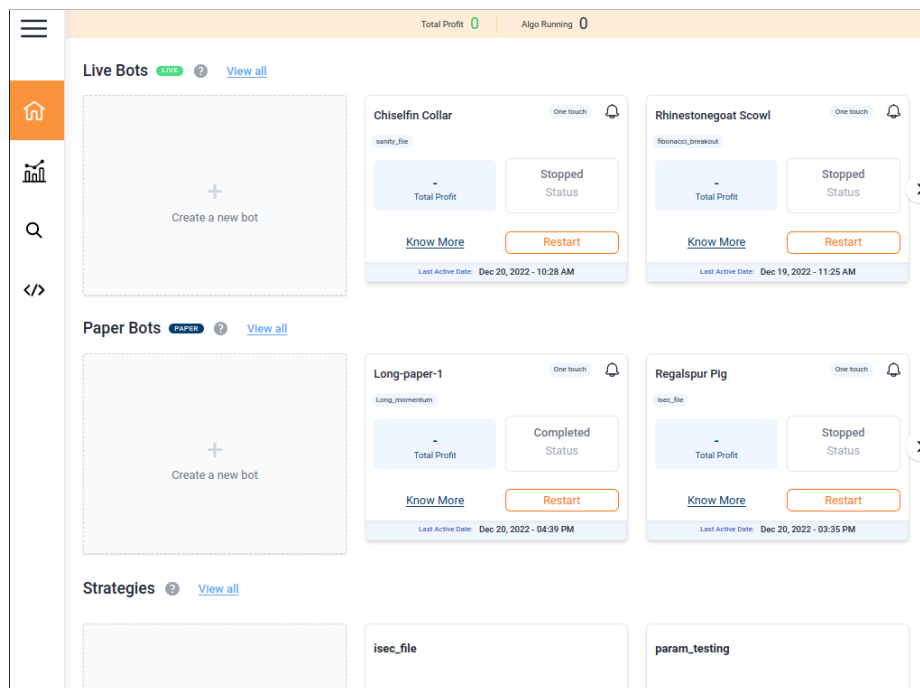 Total Profit 0 Algo Running 0
Live Bots LIVE ? View all
+
Create a new bot
Chiselfin Collar One touch
sanity_file
-
Total Profit
Stopped
Status
Know More Restart
Last Active Date: Dec 20, 2022 - 10:28 AM
Rhinestonegoat Scowl One touch
fibonacci_breakout
-
Total Profit
Stopped
Status
Know More Restart
Last Active Date: Dec 19, 2022 - 11:25 AM
Paper Bots PAPER ? View all
+
Create a new bot
Long-paper-1 One touch
Long_momentum
-
Total Profit
Completed
Status
Know More Restart
Last Active Date: Dec 20, 2022 - 04:39 PM
Regalspur Pig One touch
isec_file
-
Total Profit
Stopped
Status
Know More Restart
Last Active Date: Dec 20, 2022 - 03:35 PM
Strategies ? View all
isec_file
param_testing